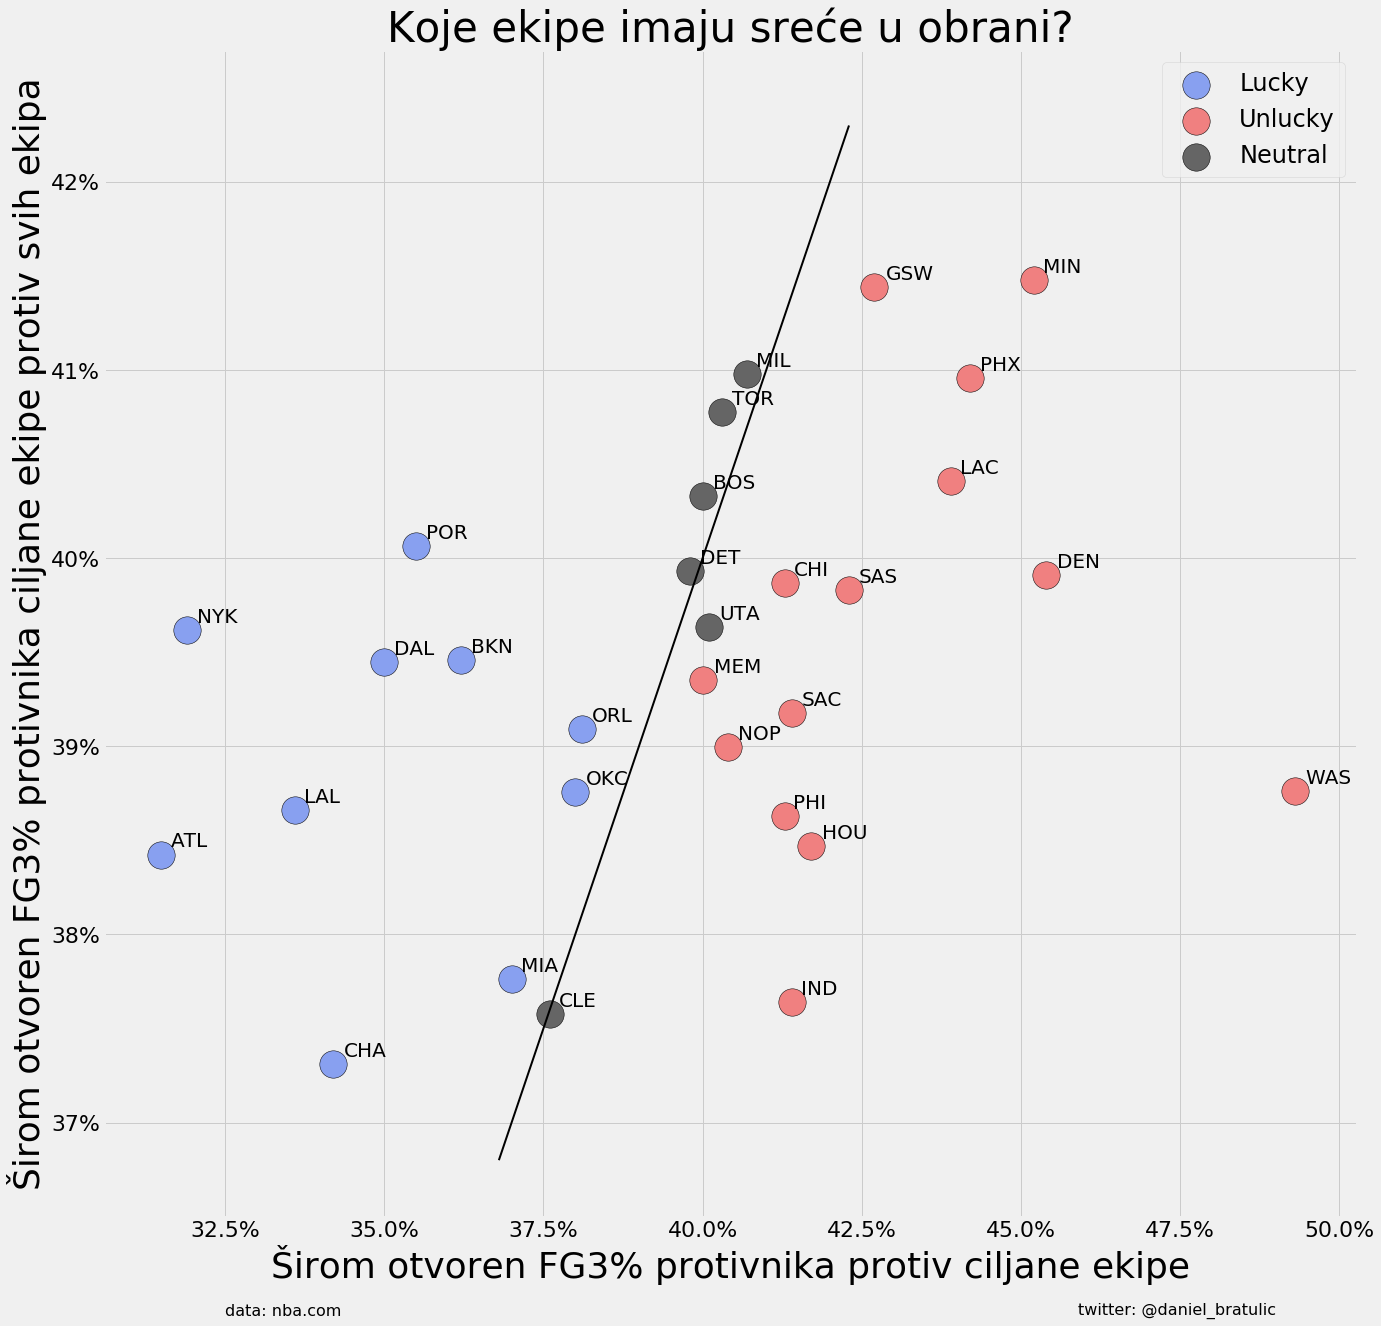 Koje ekipe imaju sreće u obrani?
Lucky
Unlucky
Neutral
Širom otvoren FG3% protivnika ciljane ekipe protiv svih ekipa
42%
41%
40%
39%
38%
37%
GSW
MIN
MIL
PHX
TOR
LAC
BOS
POR
DET
CHI
SAS
DEN
NYK
UTA
DAL
BKN
MEM
ORL
SAC
NOP
OKC
WAS
LAL
PHI
ATL
HOU
MIA
IND
CLE
CHA
32.5% 35.0% 37.5% 40.0% 42.5% 45.0% 47.5% 50.0%
Širom otvoren FG3% protivnika protiv ciljane ekipe
data: nba.com
twitter: @daniel_bratulic